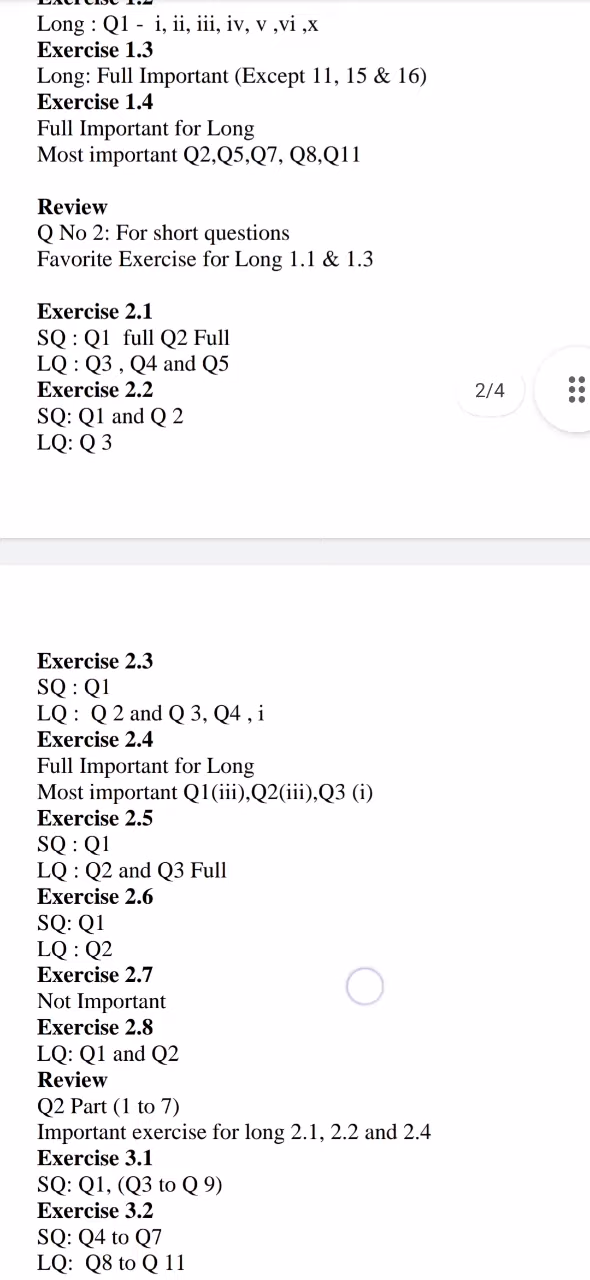 Exercise 1.2
Long : Q1 - i, ii, iii, iv, v ,vi ,x
Exercise 1.3
Long: Full Important (Except 11, 15 & 16)
Exercise 1.4
Full Important for Long
Most important Q2,Q5,Q7, Q8,Q11
Review
Q No 2: For short questions
Favorite Exercise for Long 1.1 & 1.3
Exercise 2.1
SQ : Q1 full Q2 Full
LQ : Q3 , Q4 and Q5
Exercise 2.2
2/4
SQ: Q1 and Q 2
LQ: Q 3
Exercise 2.3
SQ : Q1
LQ : Q 2 and Q 3, Q4 , i
Exercise 2.4
Full Important for Long
Most important Q1(iii),Q2(iii),Q3 (i)
Exercise 2.5
SQ : Q1
LQ : Q2 and Q3 Full
Exercise 2.6
SQ: Q1
LQ : Q2
Exercise 2.7
Not Important
Exercise 2.8
LQ: Q1 and Q2
Review
Q2 Part (1 to 7)
Important exercise for long 2.1, 2.2 and 2.4
Exercise 3.1
SQ: Q1, (Q3 to Q 9)
Exercise 3.2
SQ: Q4 to Q7
LQ: Q8 to Q 11